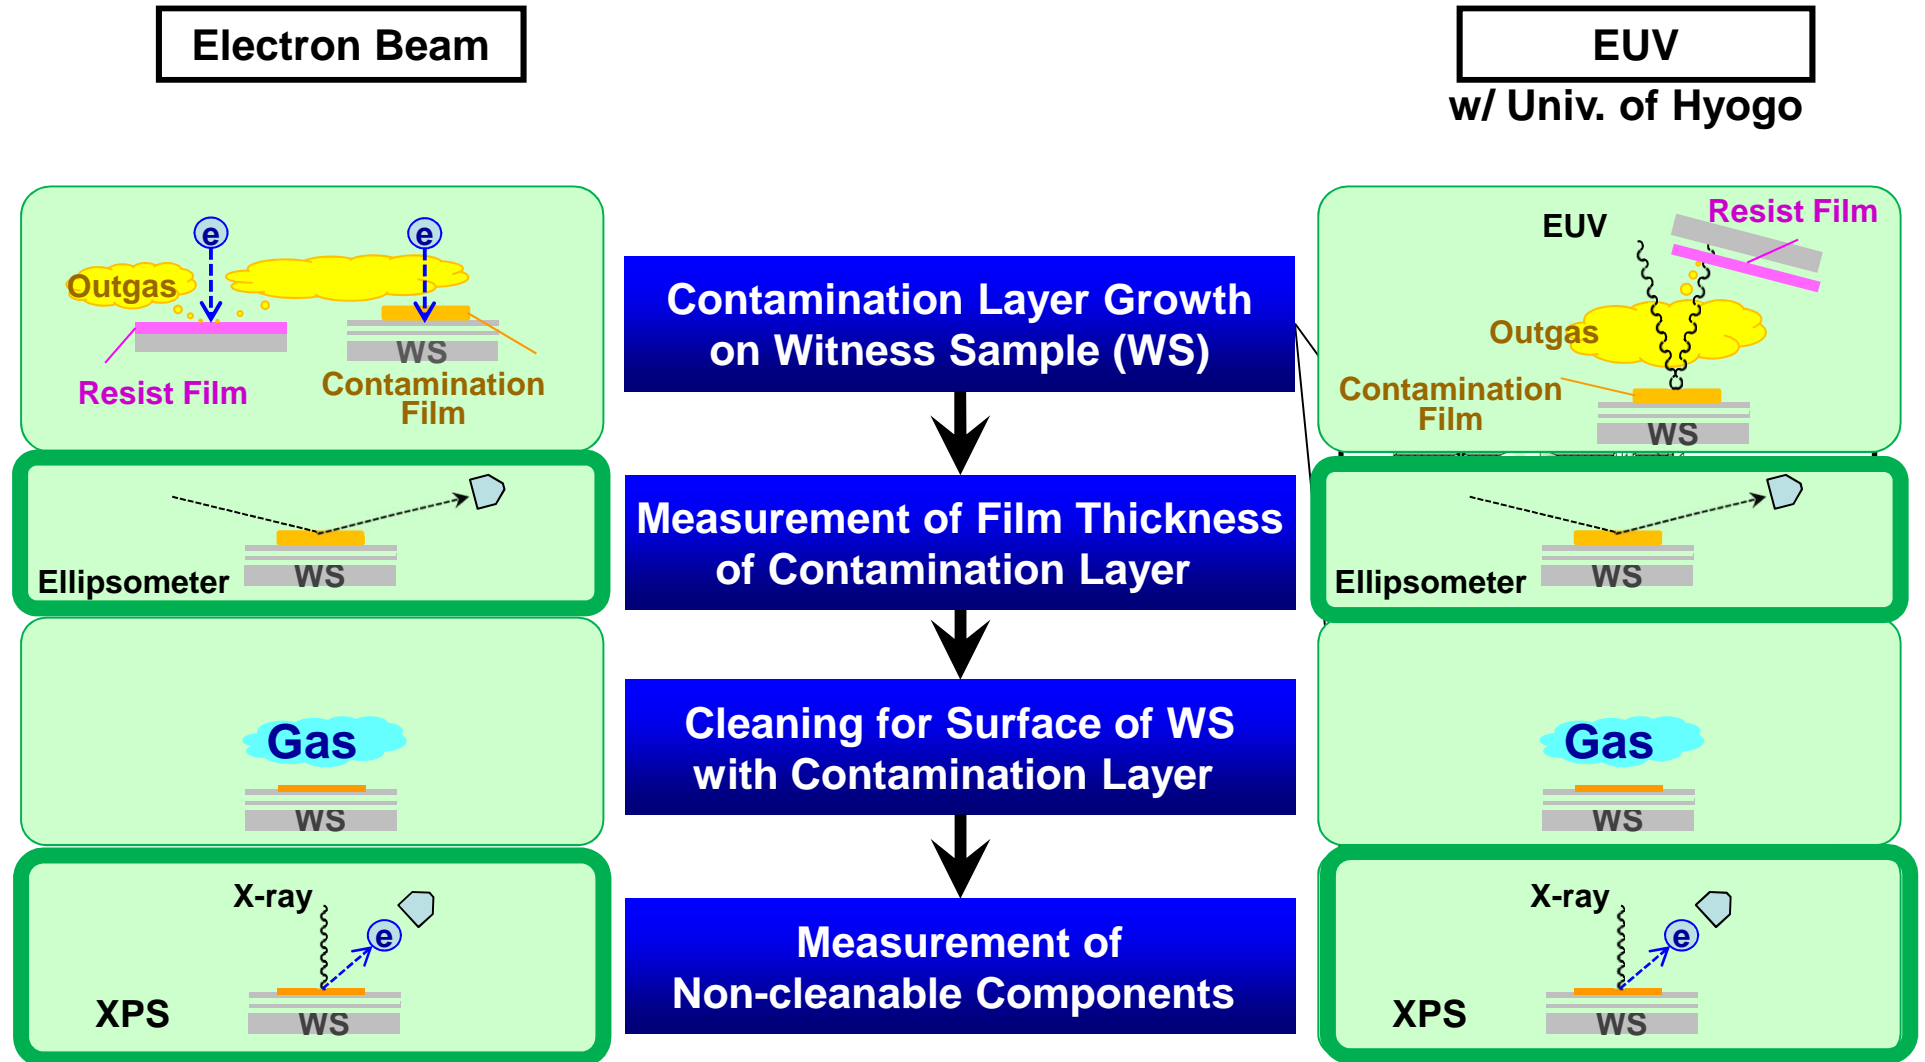 Electron Beam
EUV
w/ Univ. of Hyogo
e
e
Outgas
WS
Resist Film
Contamination
Film
Contamination Layer Growth
on Witness Sample (WS)
EUV
Resist Film
Outgas
Contamination
Film
WS
Ellipsometer
WS
Measurement of Film Thickness
of Contamination Layer
Ellipsometer
WS
Gas
WS
Cleaning for Surface of WS
with Contamination Layer
Gas
WS
X-ray
e
XPS
WS
Measurement of
Non-cleanable Components
X-ray
e
XPS
WS